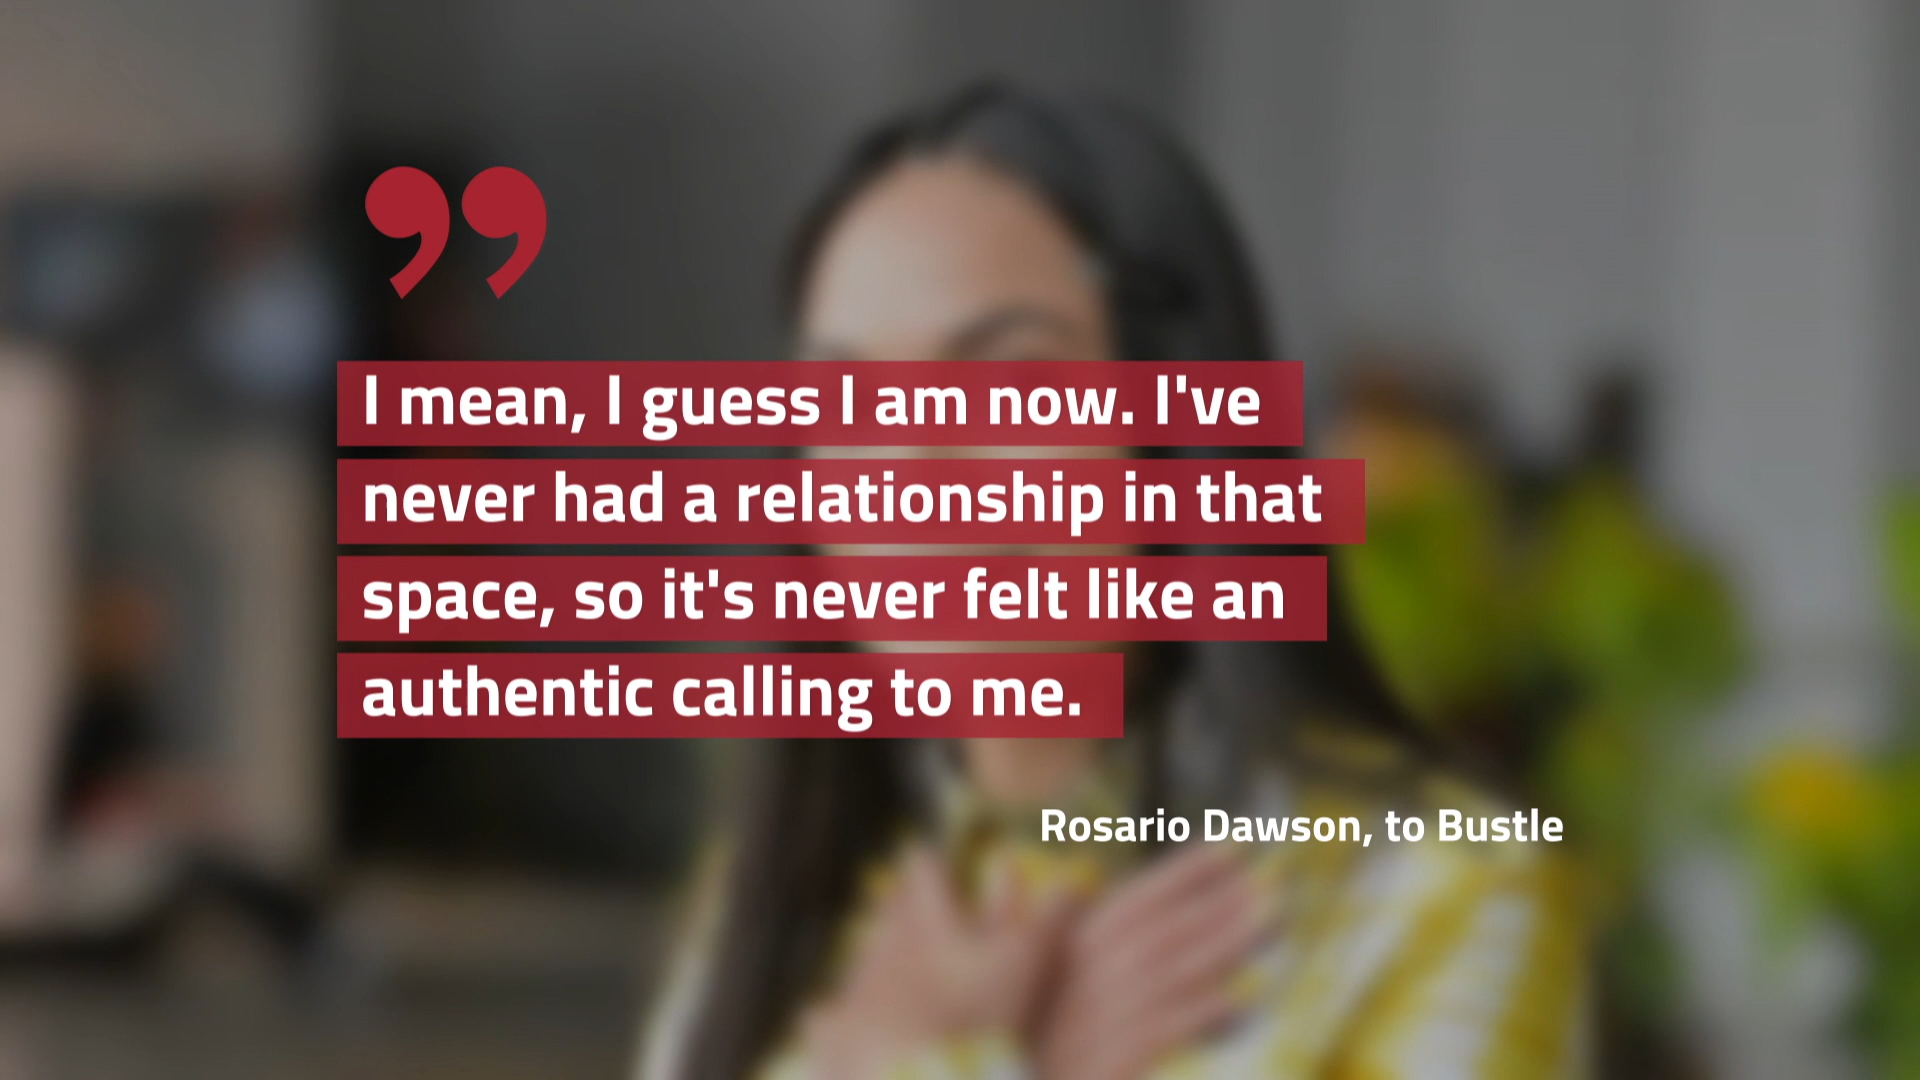 ”
I mean, I guess I am now. I've
never had a relationship in that
space, so it's never felt like an
authentic calling to me.
Rosario Dawson, to Bustle